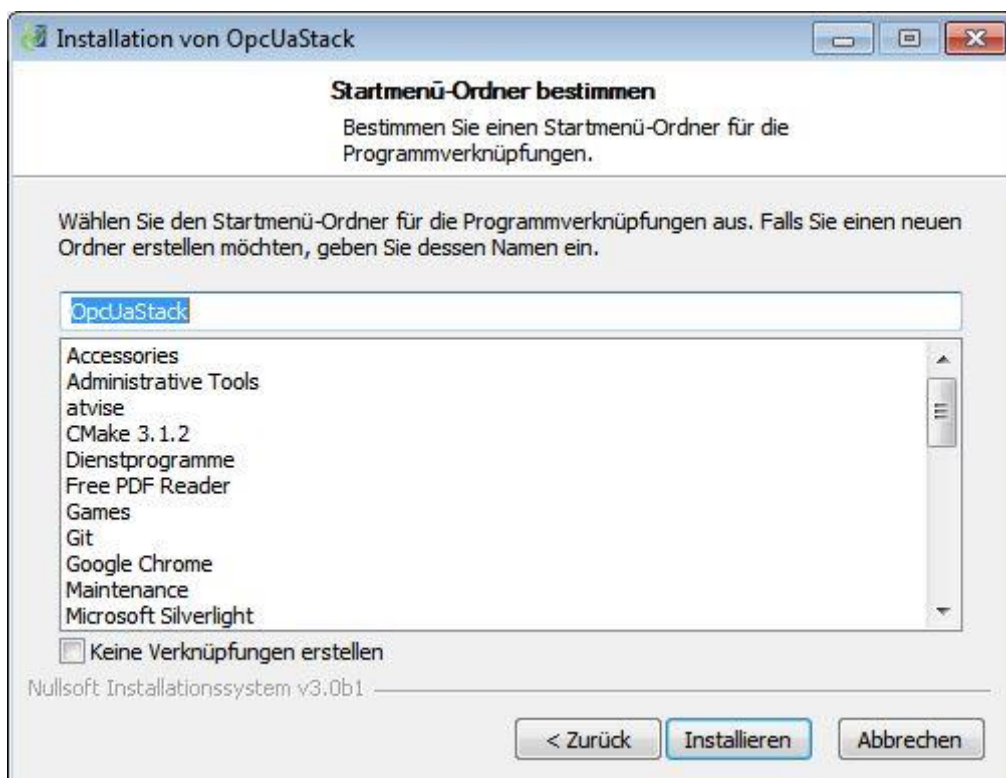 Installation von OpcUaStack
Startmenü-Ordner bestimmen
Bestimmen Sie einen Startmenü-Ordner für die
Programmverknüpfungen.
Wählen Sie den Startmenü-Ordner für die Programmverknüpfungen aus. Falls Sie einen neuen
Ordner erstellen möchten, geben Sie dessen Namen ein.
OpcUaStack
Accessories
Administrative Tools
atvise
CMake 3.1.2
Dienstprogramme
Free PDF Reader
Games
Git
Google Chrome
Maintenance
Microsoft Silverlight
Keine Verknüpfungen erstellen
Nullsoft Installationssystem v3.0b1
< Zurück Installieren Abbrechen